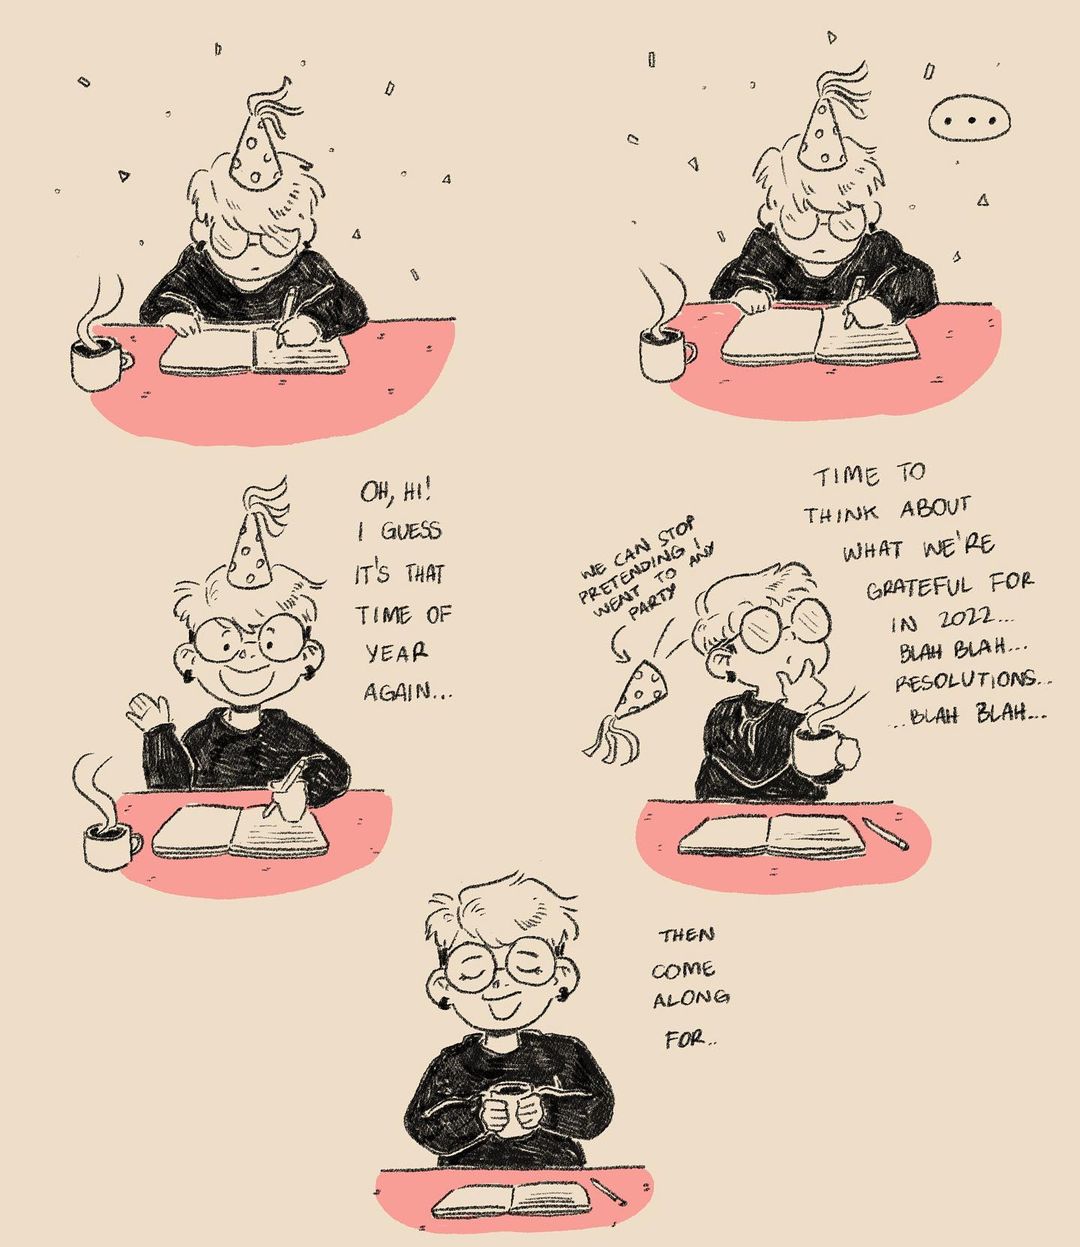 ...
OH, HI!
I GUESS
IT'S THAT
TIME OF
YEAR
AGAIN...
WE CAN STOP
PRETENDING I
WENT TO ANY
PARTY
TIME TO
THINK ABOUT
WHAT WE'RE
GRATEFUL FOR
IN 2022...
BLAH BLAH...
RESOLUTIONS...
...BLAH BLAH...
THEN
COME
ALONG
FOR..